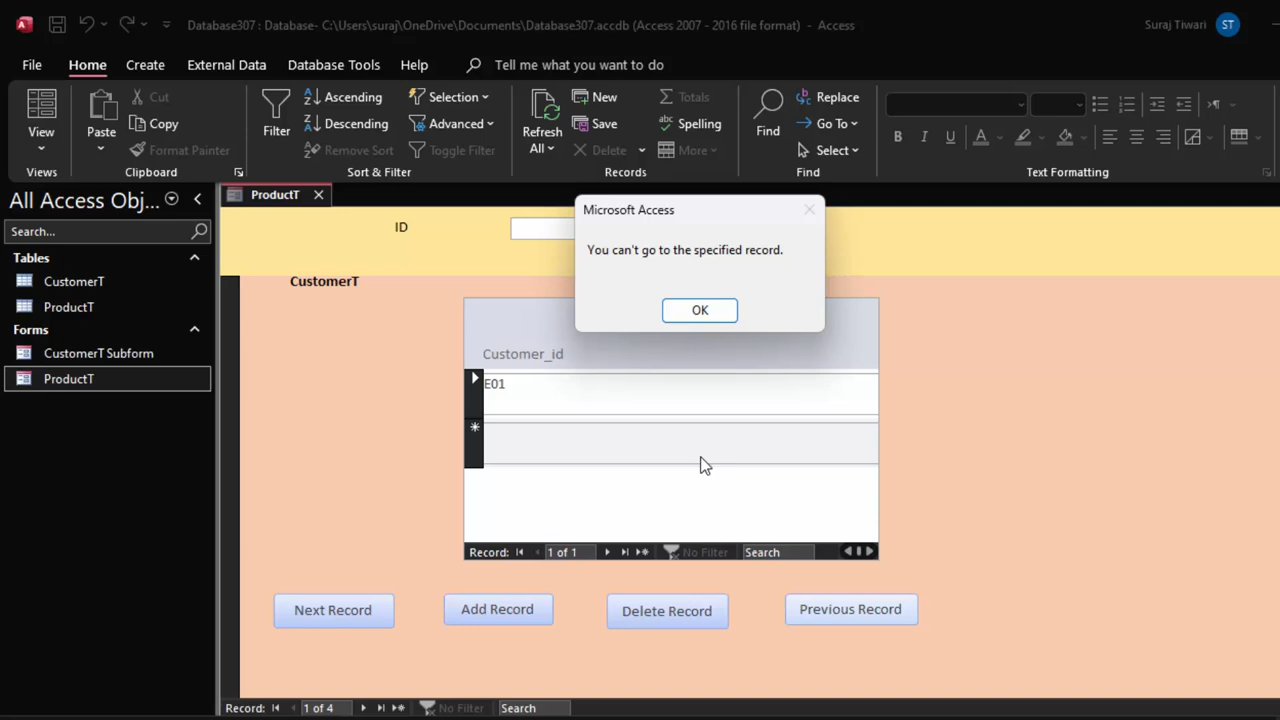 Database307 : Database- C:\Users\suraj\OneDrive\Documents\Database307.accdb (Access 2007 - 2016 file format) - Access
Suraj Tiwari ST
File Home Create External Data Database Tools Help Tell me what you want to do
View
Views
Paste
Cut
Copy
Format Painter
Clipboard
Filter
Ascending
Descending
Remove Sort
Selection
Advanced
Toggle Filter
Sort & Filter
Refresh
All
New
Save
Delete
Totals
Spelling
More
Records
Find
Replace
Go To
Select
Find
B I U A
Text Formatting
All Access Obj...
Search...
Tables
CustomerT
ProductT
Forms
CustomerT Subform
ProductT
ProductT
ID
Microsoft Access
You can't go to the specified record.
OK
CustomerT
Customer_id
E01
Record: 1 of 1 No Filter Search
Next Record Add Record Delete Record Previous Record
Record: 1 of 4 No Filter Search